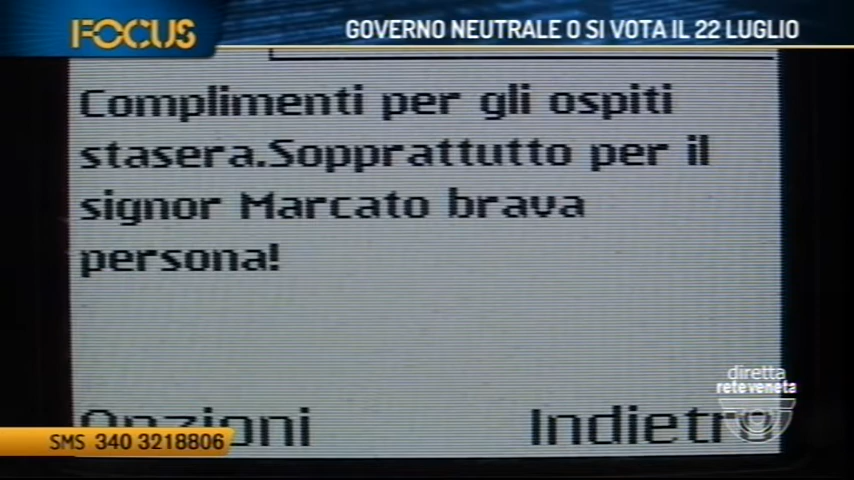 FOCUS
GOVERNO NEUTRALE O SI VOTA IL 22 LUGLIO
Complimenti per gli ospiti
stasera.Sopprattutto per il
signor Marcato brava
persona!
diretta
reteveneta
Opzioni
Indietro
SMS 340 3218806